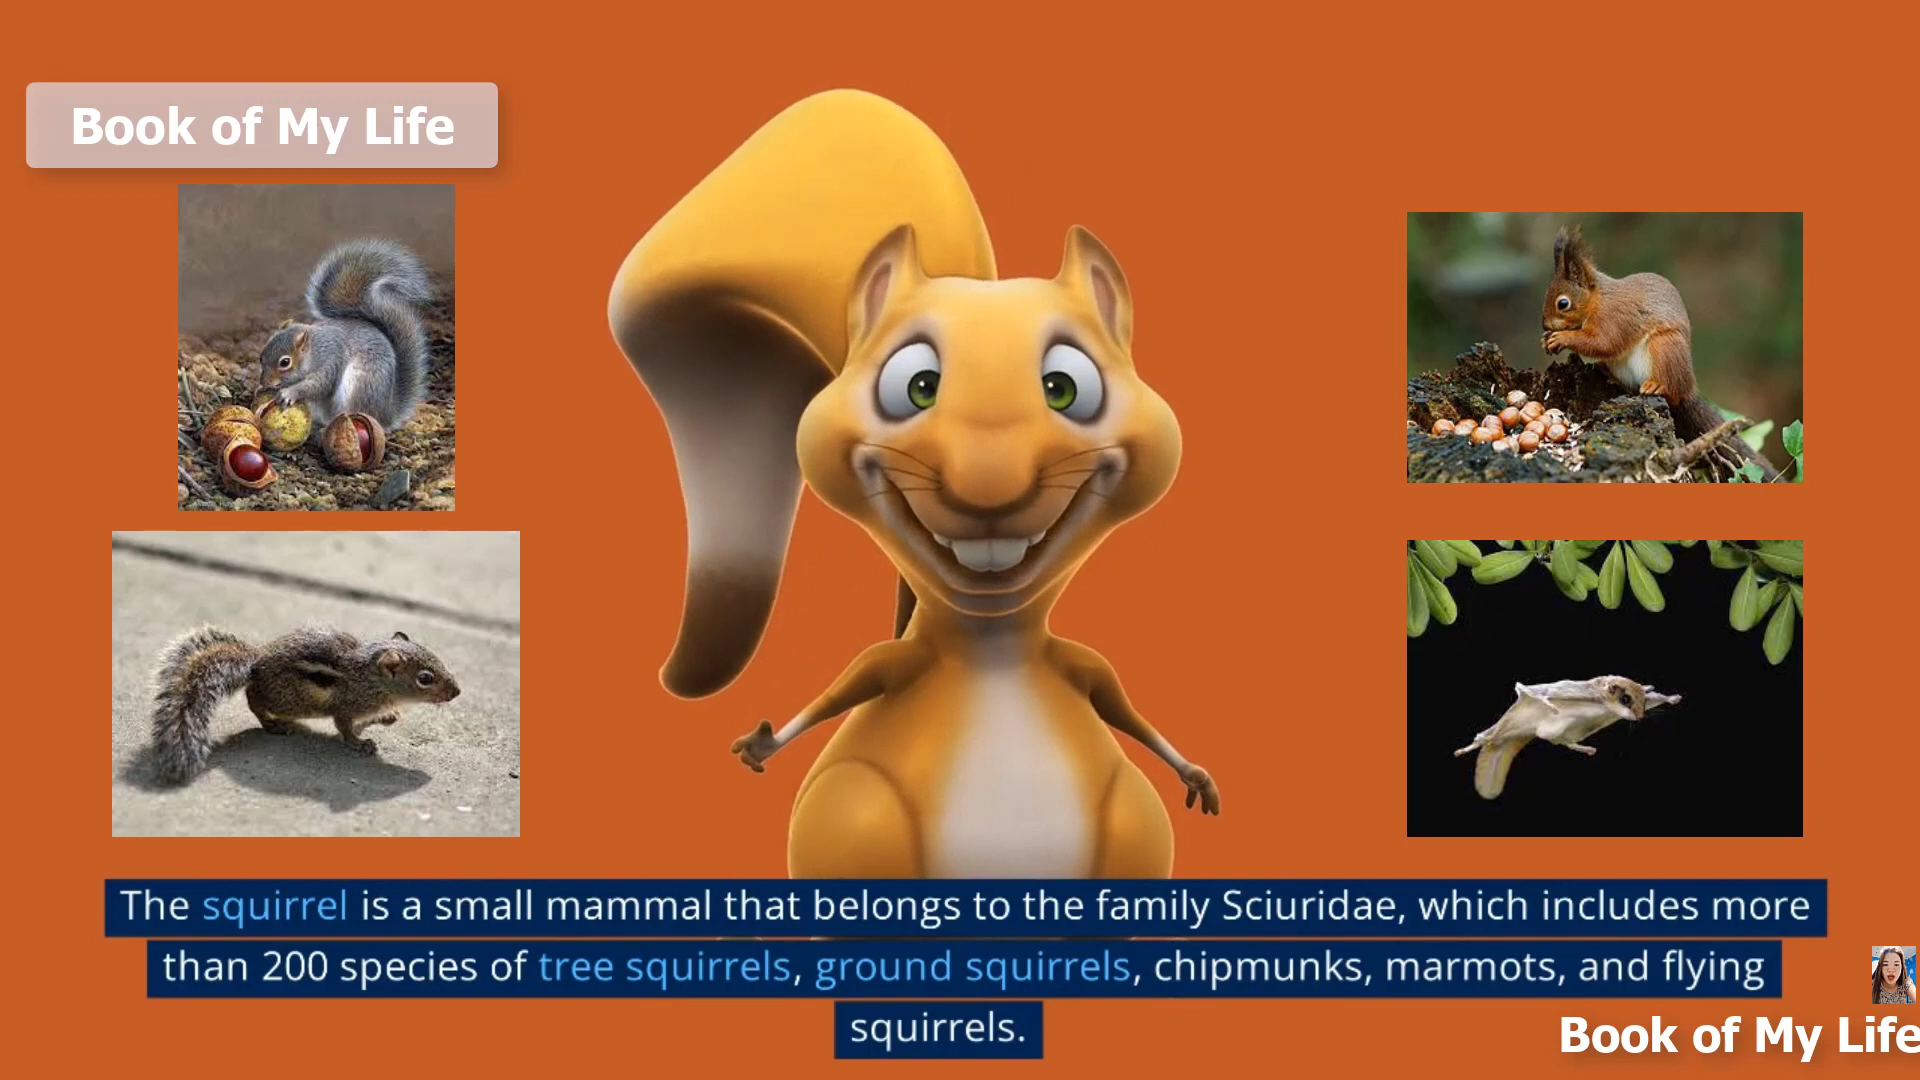 Book of My Life
The squirrel is a small mammal that belongs to the family Sciuridae, which includes more
than 200 species of tree squirrels, ground squirrels, chipmunks, marmots, and flying
squirrels.
Book of My Life